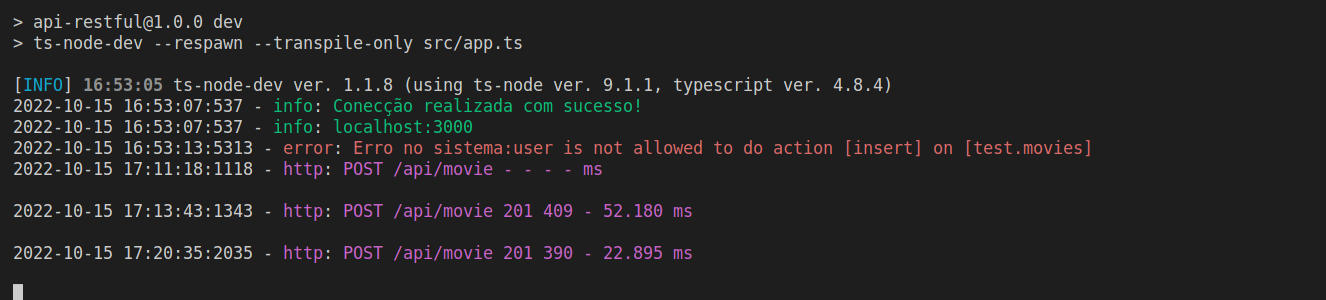 > api-restful@1.0.0 dev
> ts-node-dev --respawn --transpile-only src/app.ts
[INFO] 16:53:05 ts-node-dev ver. 1.1.8 (using ts-node ver. 9.1.1, typescript ver. 4.8.4)
2022-10-15 16:53:07:537 - info: Conecção realizada com sucesso!
2022-10-15 16:53:07:537 - info: localhost:3000
2022-10-15 16:53:13:5313 - error: Erro no sistema:user is not allowed to do action [insert] on [test.movies]
2022-10-15 17:11:18:1118 - http: POST /api/movie - - - - ms
2022-10-15 17:13:43:1343 - http: POST /api/movie 201 409 - 52.180 ms
2022-10-15 17:20:35:2035 - http: POST /api/movie 201 390 - 22.895 ms